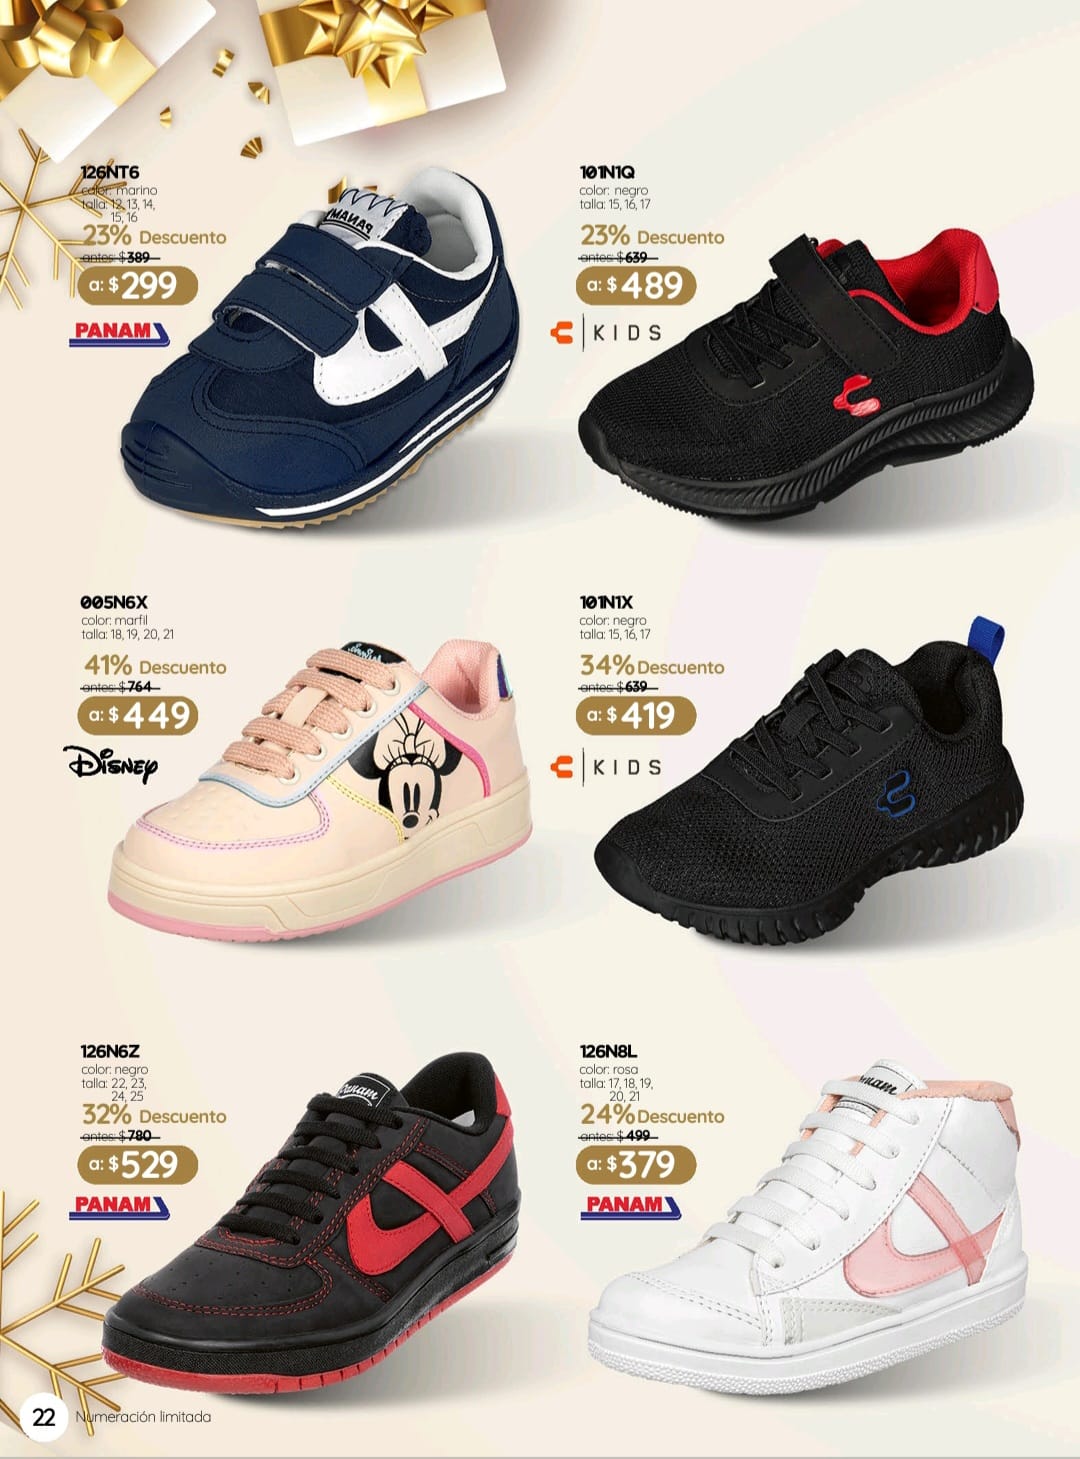 126NT6
color: marino
talla: 12, 13, 14,
15, 16
23% Descuento
antes: $389
a: $299
PANAM
PANAM
101N1Q
color: negro
talla: 15, 16, 17
23% Descuento
antes: $639
a: $489
KIDS
005N6X
color: marfil
talla: 18, 19, 20, 21
41% Descuento
antes: $764
a: $449
Disney
101N1X
color: negro
talla: 15, 16, 17
34% Descuento
antes: $639
a: $419
KIDS
126N6Z
color: negro
talla: 22, 23,
24, 25
32% Descuento
antes: $780
a: $529
PANAM
Panam
126N8L
color: rosa
talla: 17, 18, 19,
20, 21
24% Descuento
antes: $499
a: $379
PANAM
Panam
22
Numeración limitada